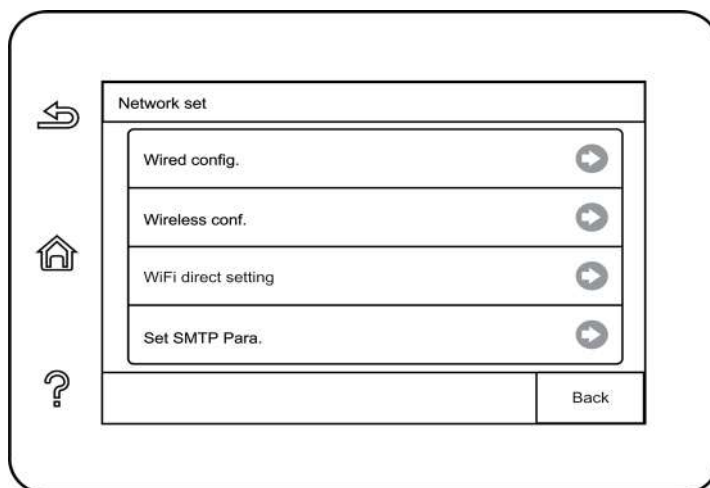 Network set
Wired config.
Wireless conf.
WiFi direct setting
Set SMTP Para.
Back